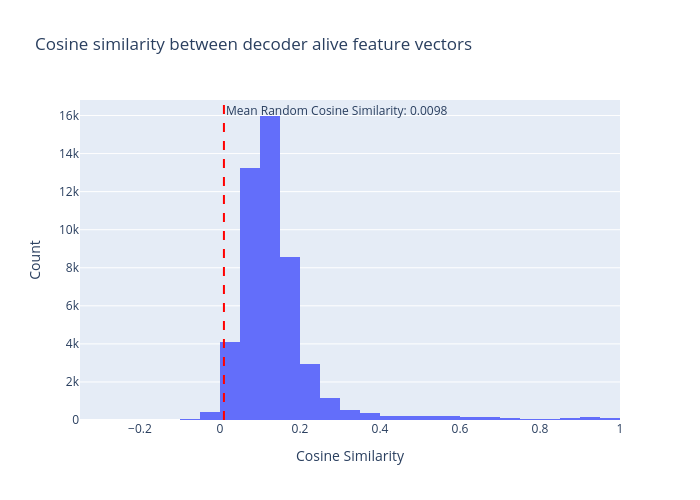 Cosine similarity between decoder alive feature vectors
Mean Random Cosine Similarity: 0.0098
16k
14k
12k
10k
8k
6k
4k
2k
0
Count
−0.2
0
0.2
0.4
0.6
0.8
1
Cosine Similarity